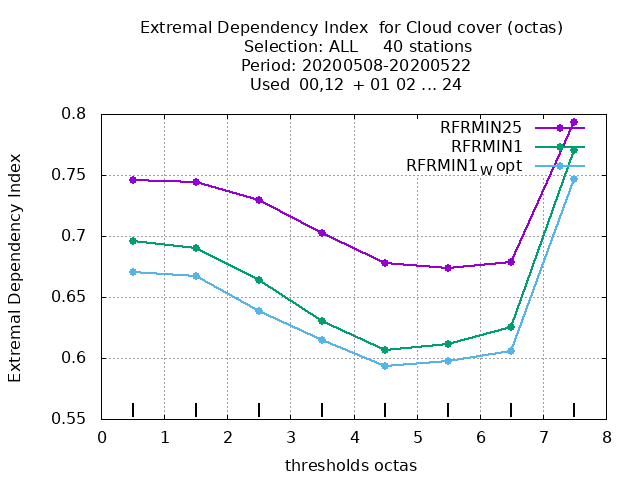 Extremal Dependency Index  for Cloud cover (octas)
Selection: ALL     40 stations
Period: 20200508-20200522
Used  00,12  + 01 02 ... 24
RFRMIN25
RFRMIN1
RFRMIN1W opt
Extremal Dependency Index
0.8
0.75
0.7
0.65
0.6
0.55
0 1 2 3 4 5 6 7 8
thresholds octas